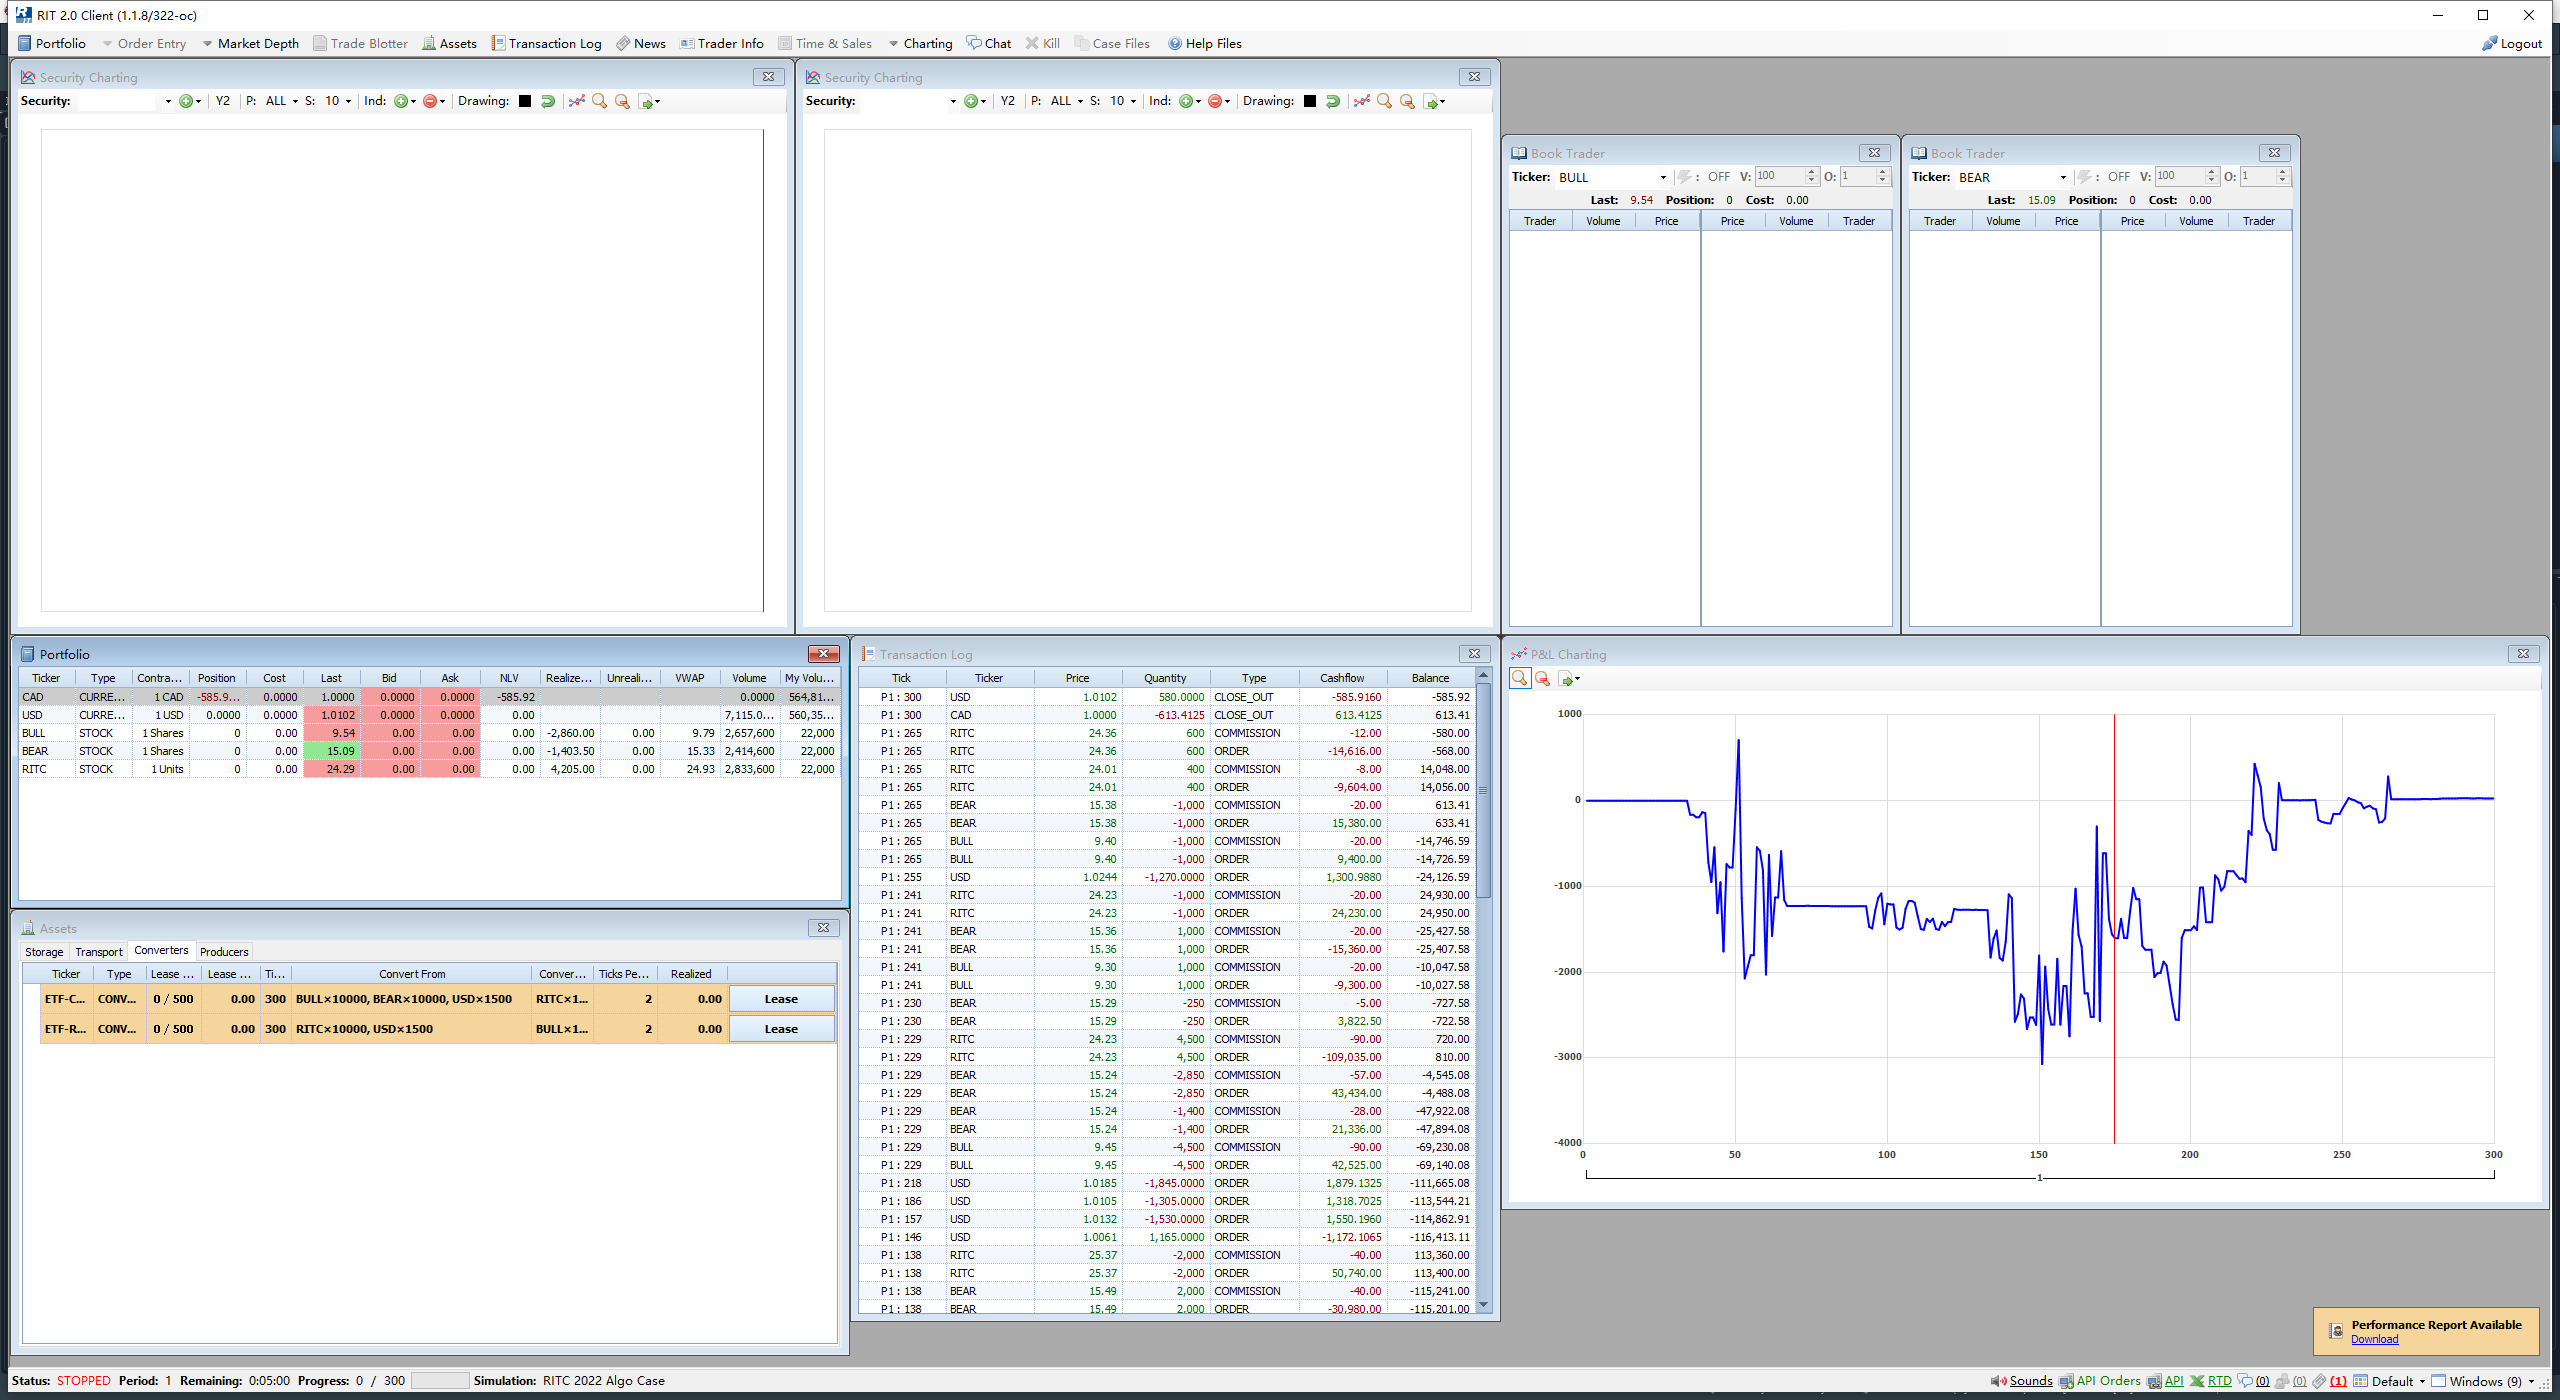 RIT 2.0 Client (1.1.8/322-oc)
Portfolio Order Entry Market Depth Trade Blotter Assets Transaction Log News Trader Info Time & Sales Charting Chat Kill Case Files Help Files Logout
Security Charting
Security: Y2 P: ALL S: 10 Ind: Drawing:
Security Charting
Security: Y2 P: ALL S: 10 Ind: Drawing:
Book Trader
Ticker: BULL : OFF V: 100 O: 1
Last: 9.54 Position: 0 Cost: 0.00
Trader Volume Price Price Volume Trader
Book Trader
Ticker: BEAR : OFF V: 100 O: 1
Last: 15.09 Position: 0 Cost: 0.00
Trader Volume Price Price Volume Trader
Portfolio
Ticker Type Contra... Position Cost Last Bid Ask NLV Realize... Unreali... VWAP Volume My Volu...
CAD CURRE... 1 CAD -585.9... 0.0000 1.0000 0.0000 0.0000 -585.92 0.0000 564,81...
USD CURRE... 1 USD 0.0000 0.0000 1.0102 0.0000 0.0000 0.00 7,115.0... 560,35...
BULL STOCK 1 Shares 0 0.00 9.54 0.00 0.00 0.00 -2,860.00 0.00 9.79 2,657,600 22,000
BEAR STOCK 1 Shares 0 0.00 15.09 0.00 0.00 0.00 -1,403.50 0.00 15.33 2,414,600 22,000
RITC STOCK 1 Units 0 0.00 24.29 0.00 0.00 0.00 4,205.00 0.00 24.93 2,833,600 22,000
Assets
Storage Transport Converters Producers
Ticker Type Lease ... Lease ... Ti... Convert From Conver... Ticks Pe... Realized
ETF-C... CONV... 0 / 500 0.00 300 BULL×10000, BEAR×10000, USD×1500 RITC×1... 2 0.00 Lease
ETF-R... CONV... 0 / 500 0.00 300 RITC×10000, USD×1500 BULL×1... 2 0.00 Lease
Transaction Log
Tick Ticker Price Quantity Type Cashflow Balance
P1 : 300 USD 1.0102 580.0000 CLOSE_OUT -585.9160 -585.92
P1 : 300 CAD 1.0000 -613.4125 CLOSE_OUT 613.4125 613.41
P1 : 265 RITC 24.36 600 COMMISSION -12.00 -580.00
P1 : 265 RITC 24.36 600 ORDER -14,616.00 -568.00
P1 : 265 RITC 24.01 400 COMMISSION -8.00 14,048.00
P1 : 265 RITC 24.01 400 ORDER -9,604.00 14,056.00
P1 : 265 BEAR 15.38 -1,000 COMMISSION -20.00 613.41
P1 : 265 BEAR 15.38 -1,000 ORDER 15,380.00 633.41
P1 : 265 BULL 9.40 -1,000 COMMISSION -20.00 -14,746.59
P1 : 265 BULL 9.40 -1,000 ORDER 9,400.00 -14,726.59
P1 : 255 USD 1.0244 -1,270.0000 ORDER 1,300.9880 -24,126.59
P1 : 241 RITC 24.23 -1,000 COMMISSION -20.00 24,930.00
P1 : 241 RITC 24.23 -1,000 ORDER 24,230.00 24,950.00
P1 : 241 BEAR 15.36 1,000 COMMISSION -20.00 -25,427.58
P1 : 241 BEAR 15.36 1,000 ORDER -15,360.00 -25,407.58
P1 : 241 BULL 9.30 1,000 COMMISSION -20.00 -10,047.58
P1 : 241 BULL 9.30 1,000 ORDER -9,300.00 -10,027.58
P1 : 230 BEAR 15.29 -250 COMMISSION -5.00 -727.58
P1 : 230 BEAR 15.29 -250 ORDER 3,822.50 -722.58
P1 : 229 RITC 24.23 4,500 COMMISSION -90.00 720.00
P1 : 229 RITC 24.23 4,500 ORDER -109,035.00 810.00
P1 : 229 BEAR 15.24 -2,850 COMMISSION -57.00 -4,545.08
P1 : 229 BEAR 15.24 -2,850 ORDER 43,434.00 -4,488.08
P1 : 229 BEAR 15.24 -1,400 COMMISSION -28.00 -47,922.08
P1 : 229 BEAR 15.24 -1,400 ORDER 21,336.00 -47,894.08
P1 : 229 BULL 9.45 -4,500 COMMISSION -90.00 -69,230.08
P1 : 229 BULL 9.45 -4,500 ORDER 42,525.00 -69,140.08
P1 : 218 USD 1.0185 -1,845.0000 ORDER 1,879.1325 -111,665.08
P1 : 186 USD 1.0105 -1,305.0000 ORDER 1,318.7025 -113,544.21
P1 : 157 USD 1.0132 -1,530.0000 ORDER 1,550.1960 -114,862.91
P1 : 146 USD 1.0061 1,165.0000 ORDER -1,172.1065 -116,413.11
P1 : 138 RITC 25.37 -2,000 COMMISSION -40.00 113,360.00
P1 : 138 RITC 25.37 -2,000 ORDER 50,740.00 113,400.00
P1 : 138 BEAR 15.49 2,000 COMMISSION -40.00 -115,241.00
P1 : 138 BEAR 15.49 2,000 ORDER -30,980.00 -115,201.00
P&L Charting
1000
0
-1000
-2000
-3000
-4000
0 50 100 150 200 250 300
1
Performance Report Available
Download
Status: STOPPED Period: 1 Remaining: 0:05:00 Progress: 0 / 300 Simulation: RITC 2022 Algo Case Sounds API Orders API RTD (0) (0) (1) Default Windows (9)